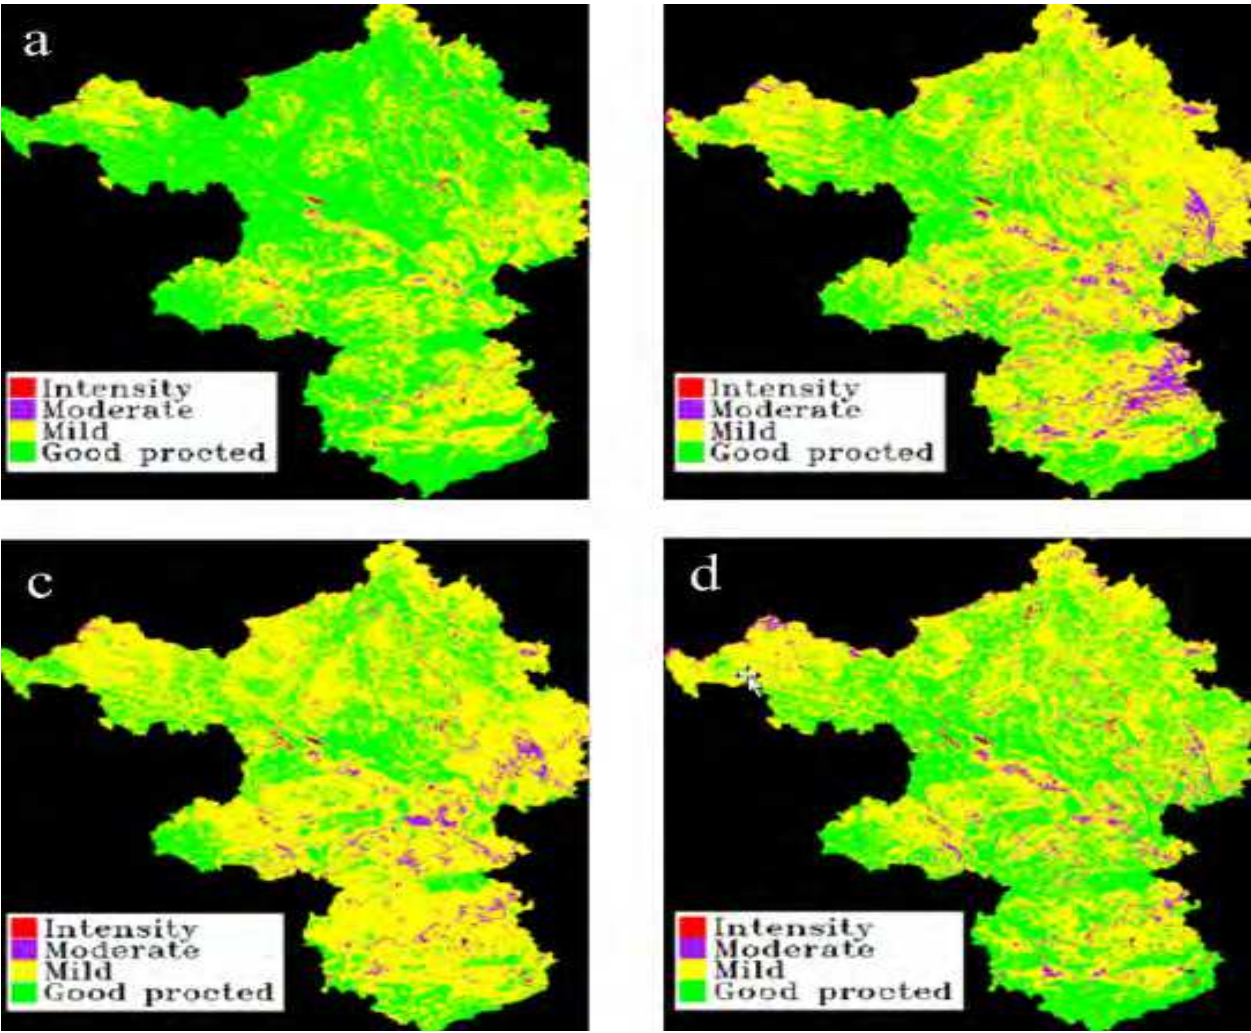 a
Intensity
Moderate
Mild
Good procted
Intensity
Moderate
Mild
Good procted
c
Intensity
Moderate
Mild
Good procted
d
Intensity
Moderate
Mild
Good procted